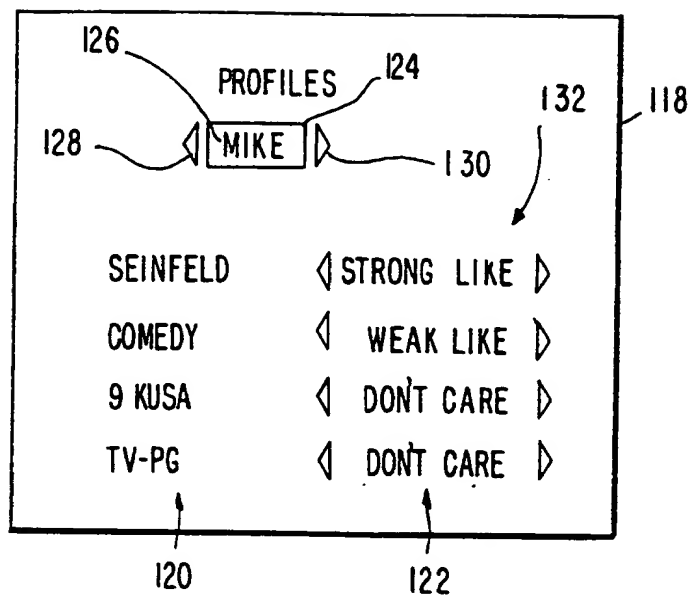 126
PROFILES
124
132
118
128
MIKE
130
SEINFELD STRONG LIKE
COMEDY WEAK LIKE
9 KUSA DON'T CARE
TV-PG DON'T CARE
120
122